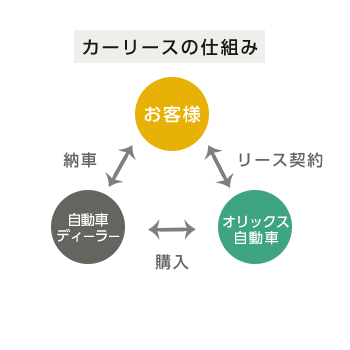 カーリースの仕組み
お客様
納車
リース契約
自動車
ディーラー
オリックス
自動車
購入